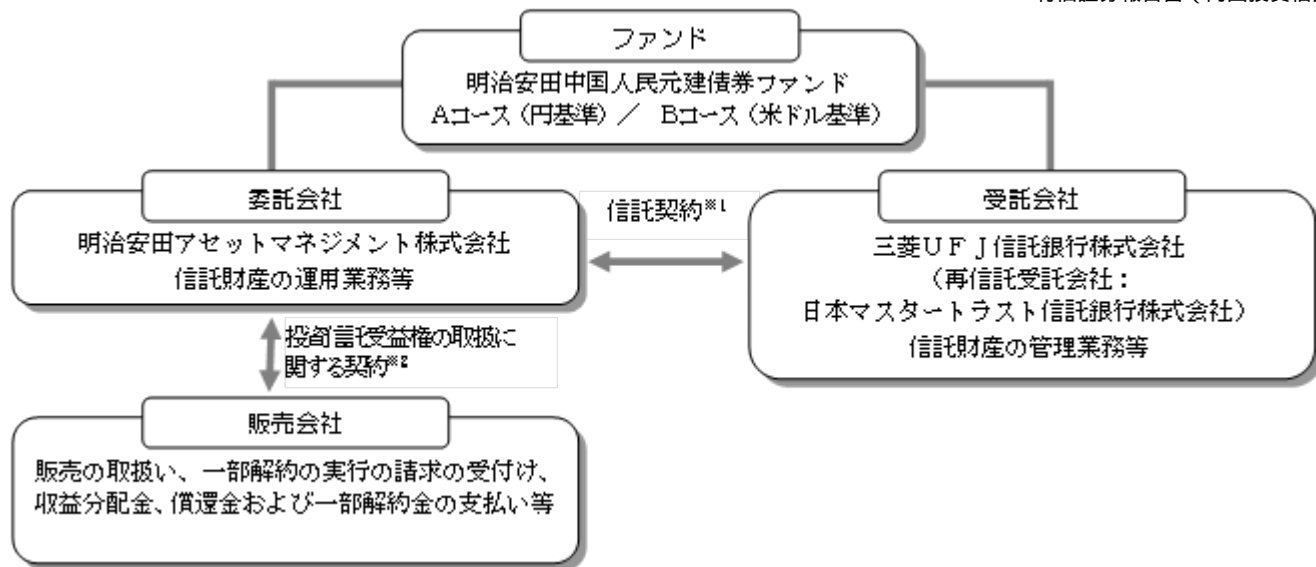 ファンド
明治安田中国人民元建債券ファンド
Aコース（円基準）／ Bコース（米ドル基準）
委託会社
明治安田アセットマネジメント株式会社
信託財産の運用業務等
信託契約※1
受託会社
三菱UFJ信託銀行株式会社
（再信託受託会社：
日本マスタートラスト信託銀行株式会社）
信託財産の管理業務等
投資信託受益権の取扱に
関する契約※2
販売会社
販売の取扱い、一部解約の実行の請求の受付け、
収益分配金、償還金および一部解約金の支払い等